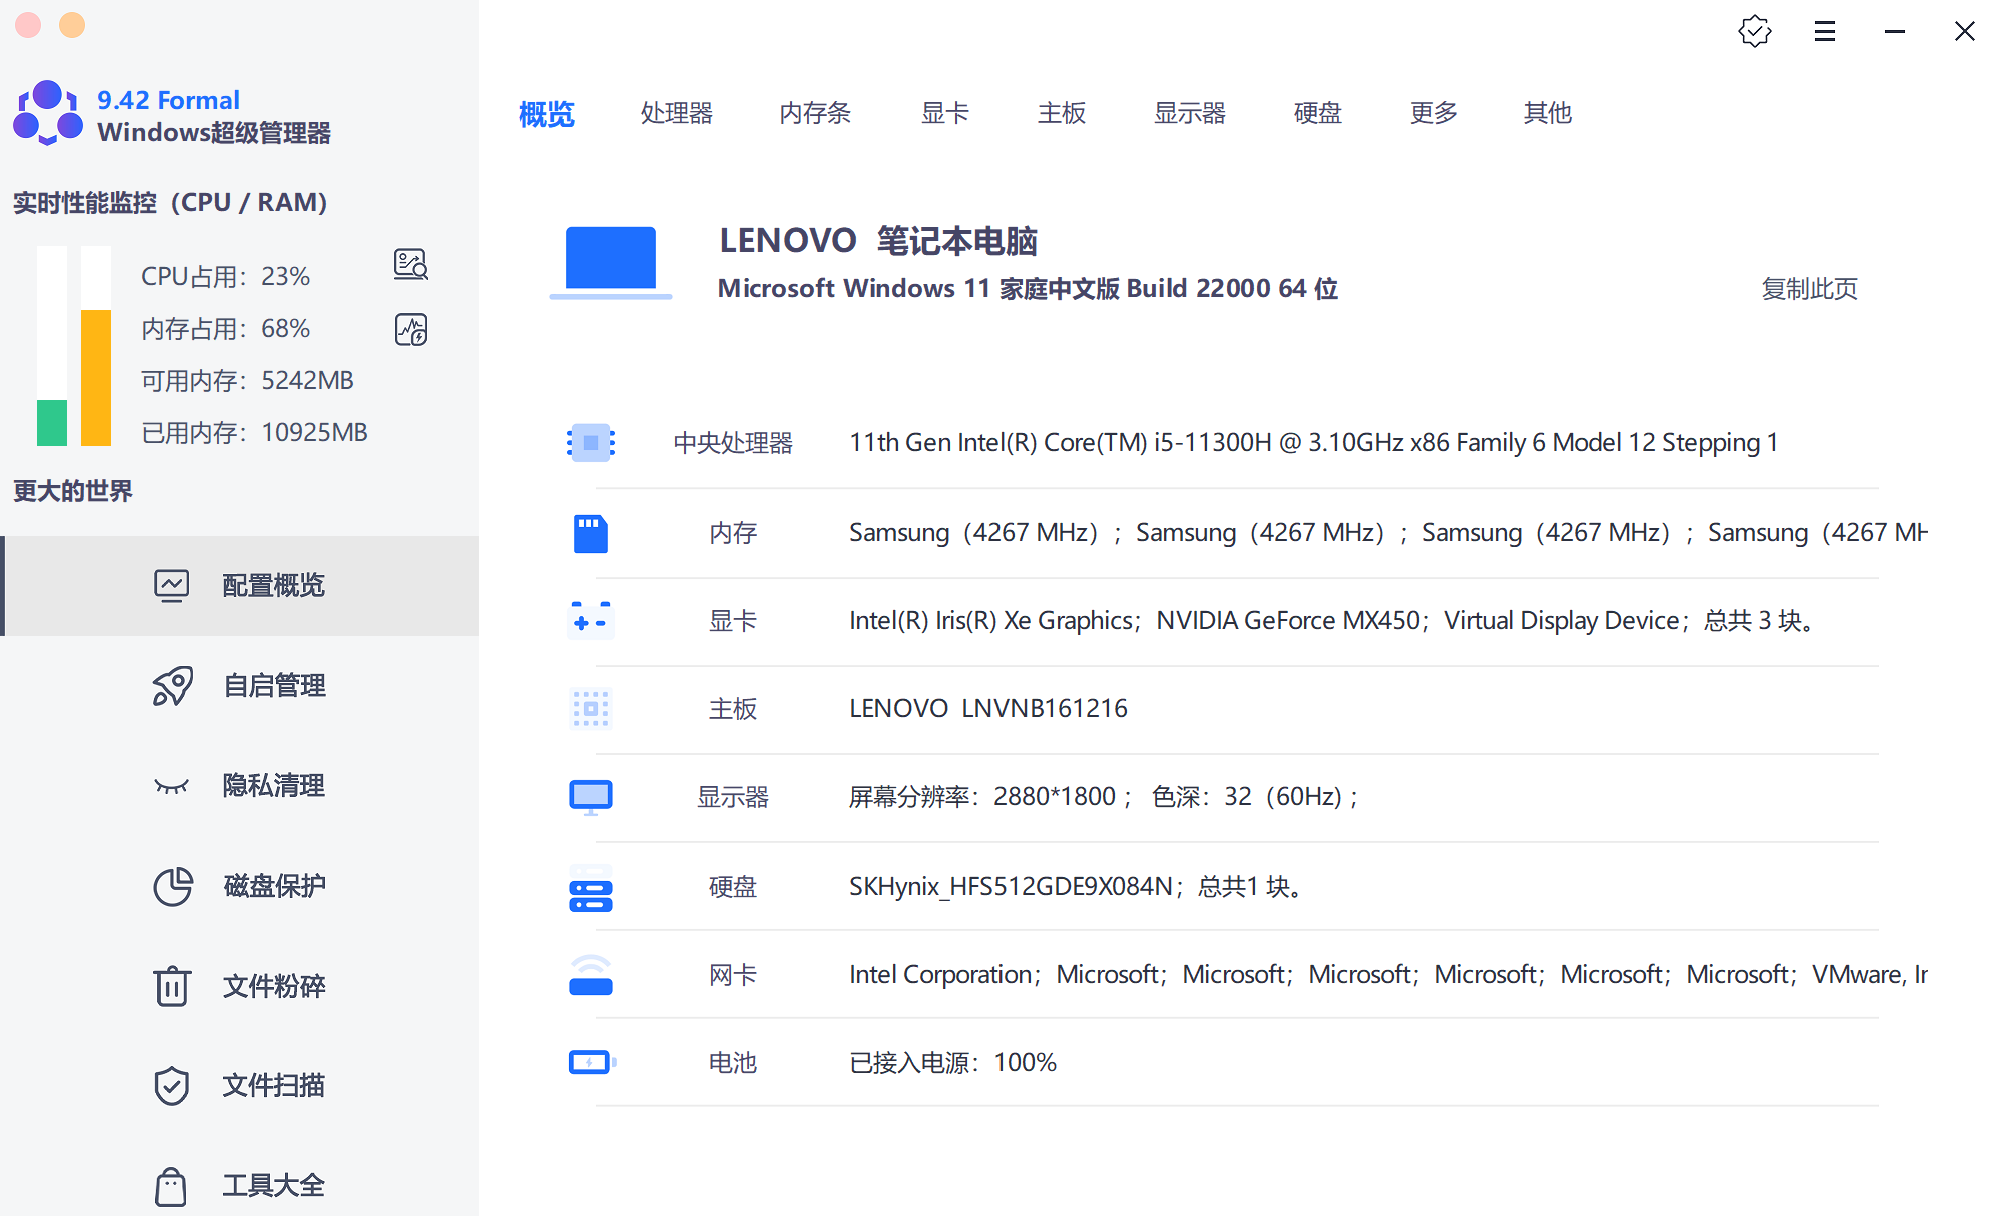 9.42 Formal
Windows超级管理器
实时性能监控（CPU / RAM）
CPU占用：23%
内存占用：68%
可用内存：5242MB
已用内存：10925MB
更大的世界
配置概览
自启管理
隐私清理
磁盘保护
文件粉碎
文件扫描
工具大全
概览 处理器 内存条 显卡 主板 显示器 硬盘 更多 其他
LENOVO 笔记本电脑
Microsoft Windows 11 家庭中文版 Build 22000 64 位
复制此页
中央处理器 11th Gen Intel(R) Core(TM) i5-11300H @ 3.10GHz x86 Family 6 Model 12 Stepping 1
内存 Samsung（4267 MHz）；Samsung（4267 MHz）；Samsung（4267 MHz）；Samsung（4267 MH
显卡 Intel(R) Iris(R) Xe Graphics；NVIDIA GeForce MX450；Virtual Display Device；总共 3 块。
主板 LENOVO LNVNB161216
显示器 屏幕分辨率：2880*1800； 色深：32（60Hz)；
硬盘 SKHynix_HFS512GDE9X084N；总共1 块。
网卡 Intel Corporation；Microsoft；Microsoft；Microsoft；Microsoft；Microsoft；Microsoft；VMware, Ir
电池 已接入电源：100%